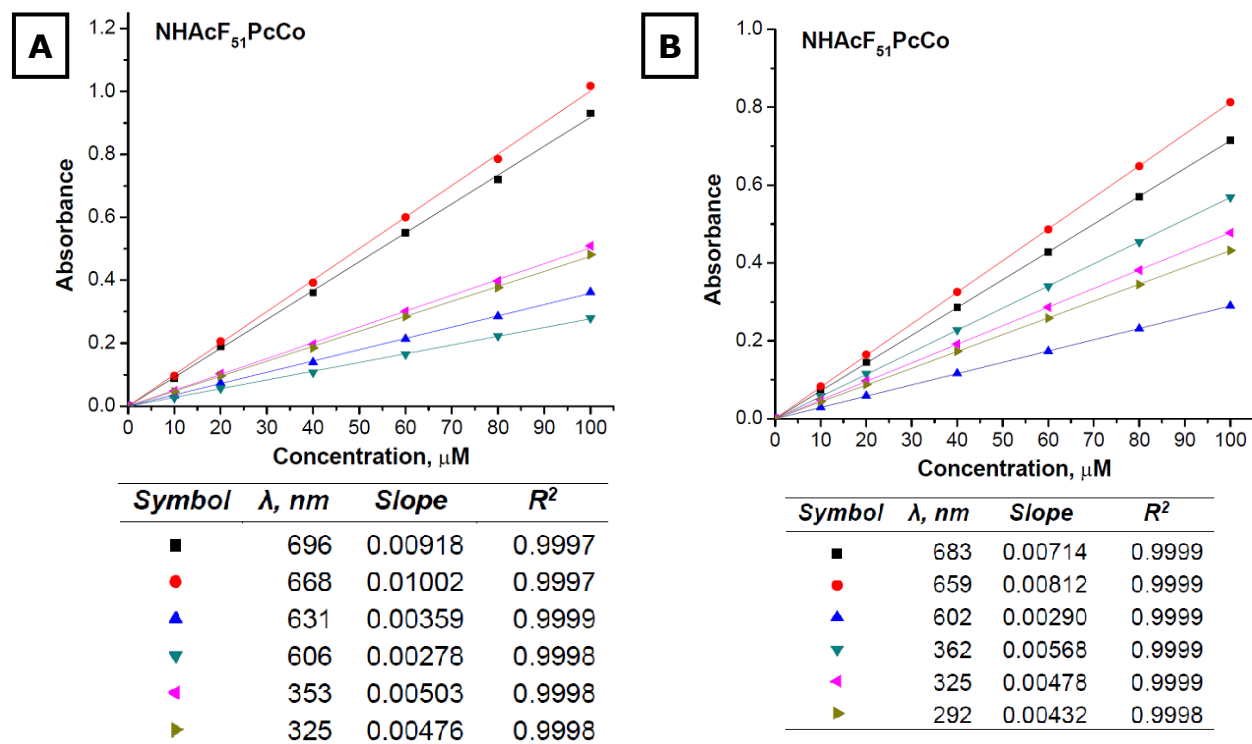 A
NHAcF51PcCo
1.2
1.0
0.8
0.6
0.4
0.2
0.0
Absorbance
0 10 20 30 40 50 60 70 80 90 100
Concentration, μM
Symbol λ, nm Slope R2
696 0.00918 0.9997
668 0.01002 0.9997
631 0.00359 0.9999
606 0.00278 0.9998
353 0.00503 0.9998
325 0.00476 0.9998
B
NHAcF51PcCo
1.0
0.8
0.6
0.4
0.2
0.0
Absorbance
0 10 20 30 40 50 60 70 80 90 100
Concentration, μM
Symbol λ, nm Slope R2
683 0.00714 0.9999
659 0.00812 0.9999
602 0.00290 0.9999
362 0.00568 0.9999
325 0.00478 0.9999
292 0.00432 0.9998